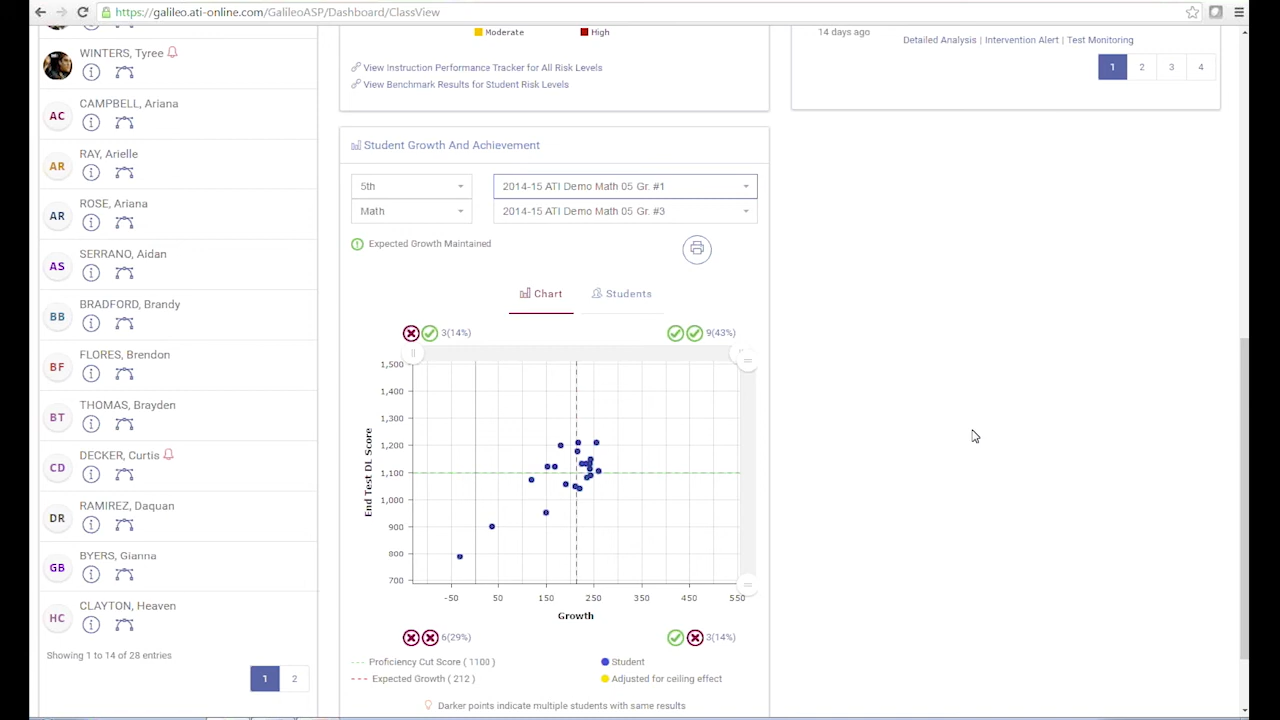 https://galileo.ati-online.com/GalileoASP/Dashboard/ClassView
WINTERS, Tyree
AC
CAMPBELL, Ariana
AR
RAY, Arielle
AR
ROSE, Ariana
AS
SERRANO, Aidan
BB
BRADFORD, Brandy
BF
FLORES, Brendon
BT
THOMAS, Brayden
CD
DECKER, Curtis
DR
RAMIREZ, Daquan
GB
BYERS, Gianna
HC
CLAYTON, Heaven
Showing 1 to 14 of 28 entries
1 2
Moderate High
View Instruction Performance Tracker for All Risk Levels
View Benchmark Results for Student Risk Levels
Student Growth And Achievement
5th 2014-15 ATI Demo Math 05 Gr. #1
Math 2014-15 ATI Demo Math 05 Gr. #3
Expected Growth Maintained
Chart Students
3(14%) 9(43%)
1,500
1,400
1,300
1,200
1,100
1,000
900
800
700
End Test DL Score
-50 50 150 250 350 450 550
Growth
6(29%) 3(14%)
Proficiency Cut Score ( 1100 ) Student
Expected Growth ( 212 ) Adjusted for ceiling effect
Darker points indicate multiple students with same results
14 days ago
Detailed Analysis | Intervention Alert | Test Monitoring
1 2 3 4